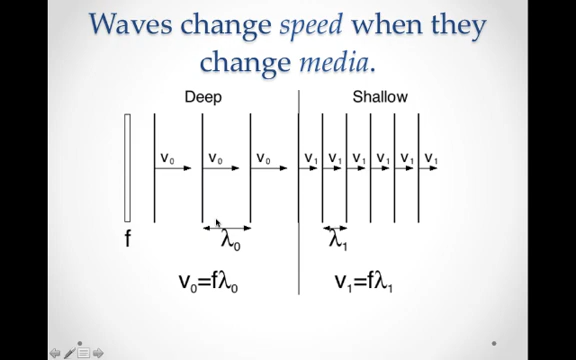 Waves change speed when they
change media.
Deep Shallow
v₀ v₀ v₀ v₁ v₁ v₁ v₁ v₁ v₁
f λ₀ λ₁
v₀=fλ₀ v₁=fλ₁